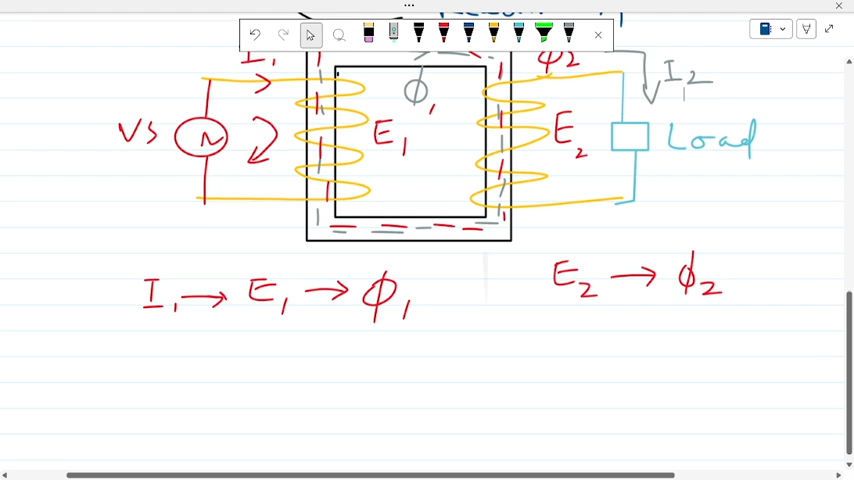 I₁ ϕ2
ϕ₁ I2
VS E₁ E₂ Load
I₁ → E₁ → ϕ₁ E₂ → ϕ₂